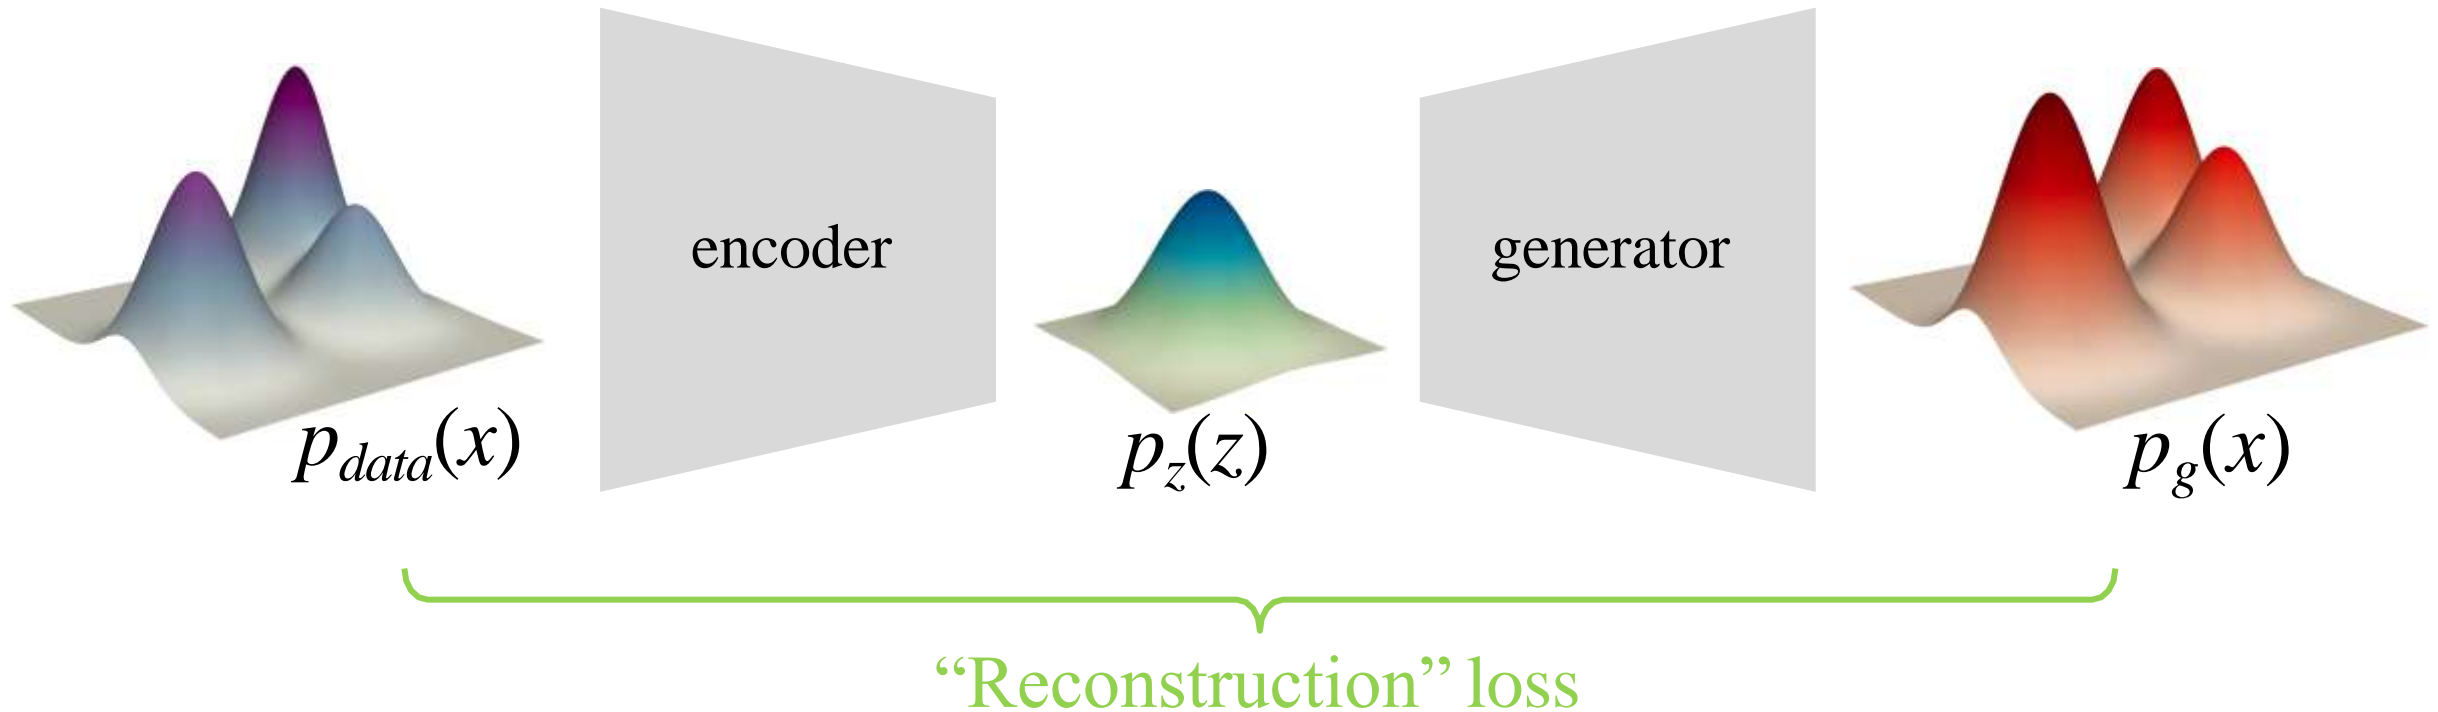 encoder
generator
p_data(x)
p_z(z)
p_g(x)
“Reconstruction” loss